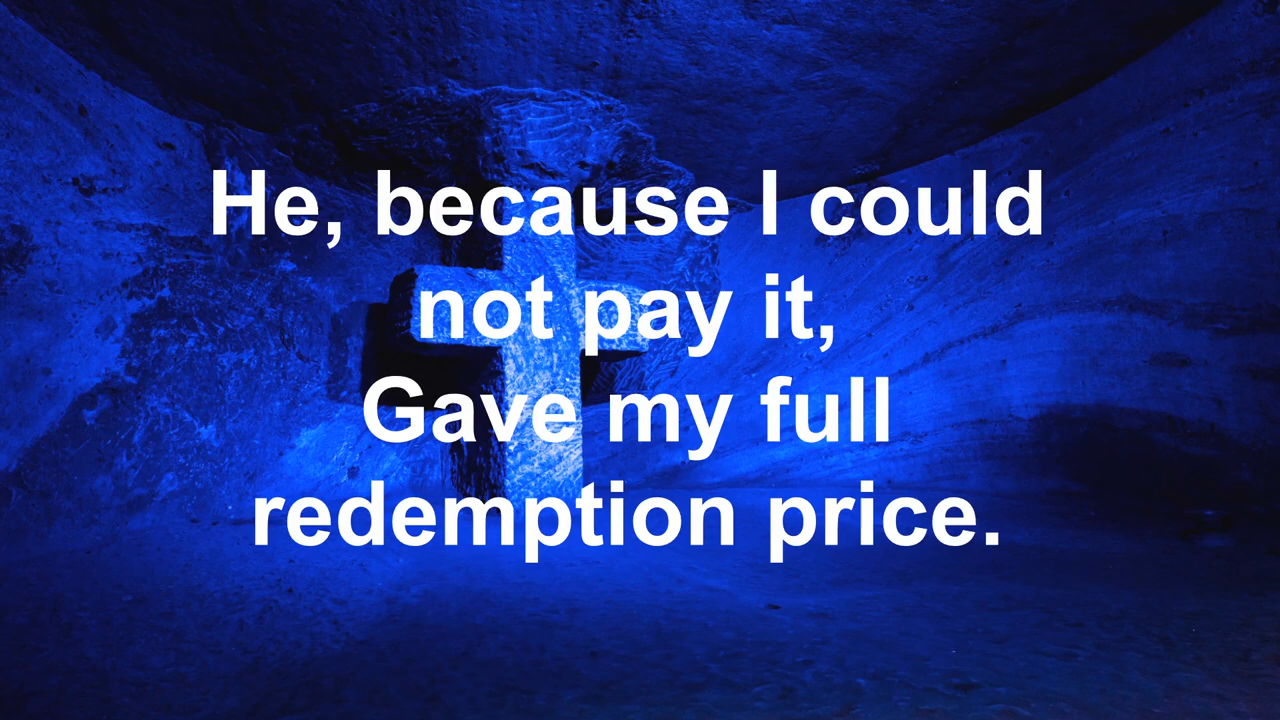 He, because I could
not pay it,
Gave my full
redemption price.